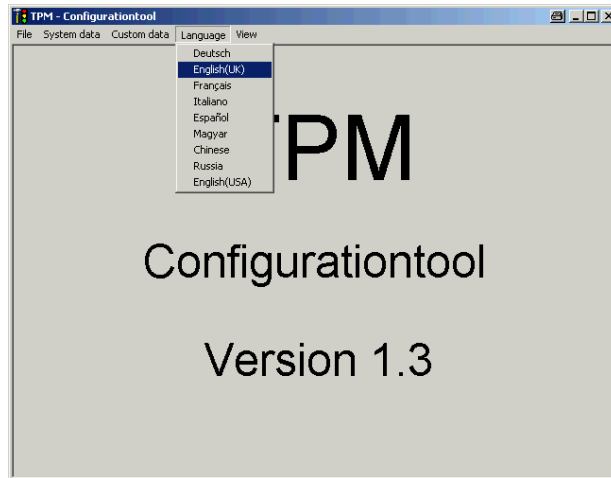 TPM - Configurationtool
File System data Custom data Language View
Deutsch
English(UK)
Français
Italiano
Español
Magyar
Chinese
Russia
English(USA)
PM
Configurationtool
Version 1.3